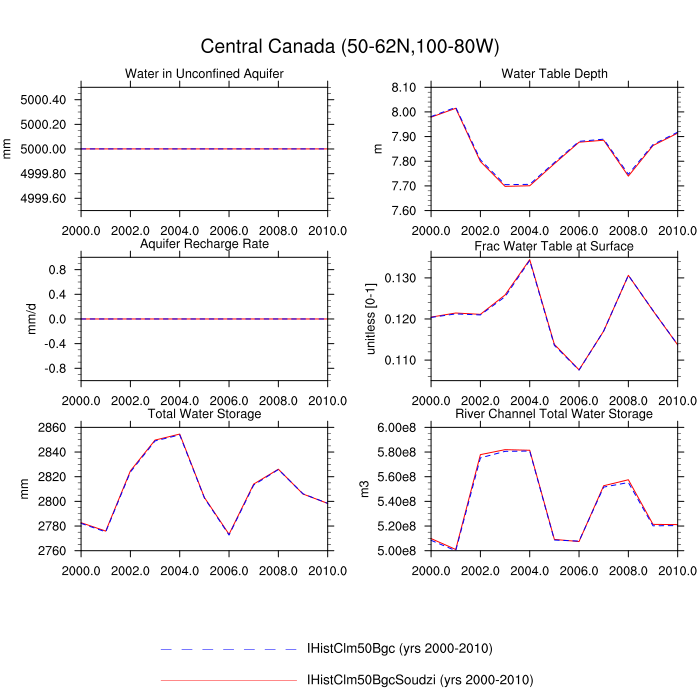 Central Canada (50-62N,100-80W)
Water in Unconfined Aquifer
5000.40
5000.20
5000.00
4999.80
4999.60
mm
2000.0 2002.0 2004.0 2006.0 2008.0 2010.0
Water Table Depth
8.10
8.00
7.90
7.80
7.70
7.60
m
2000.0 2002.0 2004.0 2006.0 2008.0 2010.0
Aquifer Recharge Rate
0.8
0.4
0.0
-0.4
-0.8
mm/d
2000.0 2002.0 2004.0 2006.0 2008.0 2010.0
Frac Water Table at Surface
0.130
0.120
0.110
unitless [0-1]
2000.0 2002.0 2004.0 2006.0 2008.0 2010.0
Total Water Storage
2860
2840
2820
2800
2780
2760
mm
2000.0 2002.0 2004.0 2006.0 2008.0 2010.0
River Channel Total Water Storage
6.00e8
5.80e8
5.60e8
5.40e8
5.20e8
5.00e8
m3
2000.0 2002.0 2004.0 2006.0 2008.0 2010.0
IHistClm50Bgc (yrs 2000-2010)
IHistClm50BgcSoudzi (yrs 2000-2010)